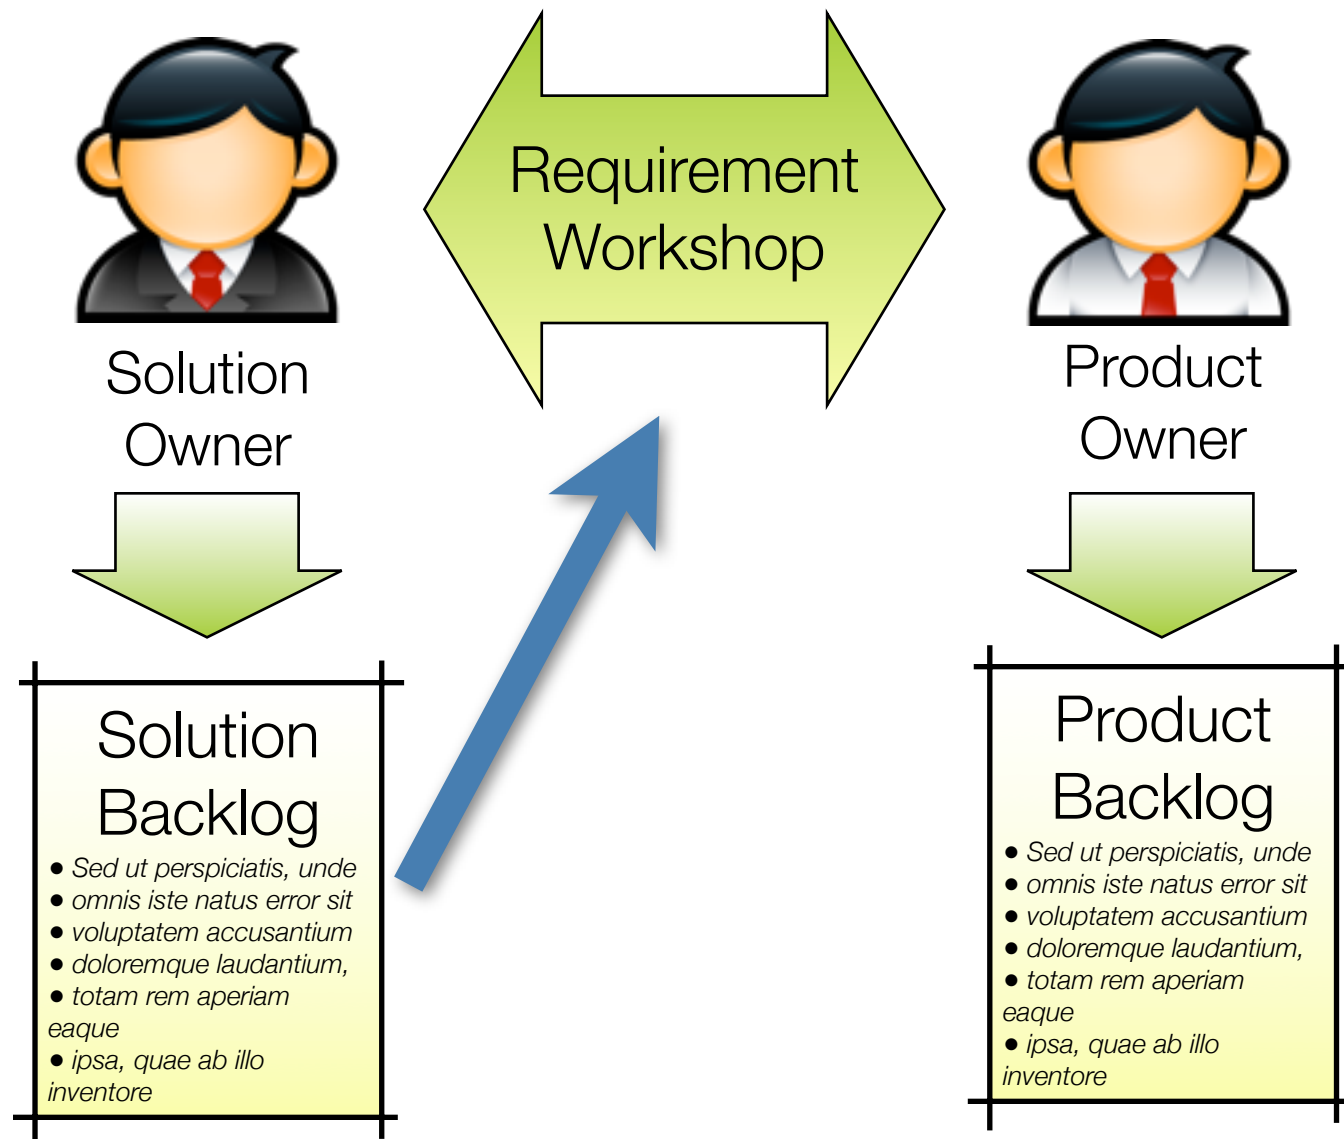 Requirement
Workshop
Solution
Owner
Product
Owner
Solution
Backlog
● Sed ut perspiciatis, unde
● omnis iste natus error sit
● voluptatem accusantium
● doloremque laudantium,
● totam rem aperiam
eaque
● ipsa, quae ab illo
inventore
Product
Backlog
● Sed ut perspiciatis, unde
● omnis iste natus error sit
● voluptatem accusantium
● doloremque laudantium,
● totam rem aperiam
eaque
● ipsa, quae ab illo
inventore